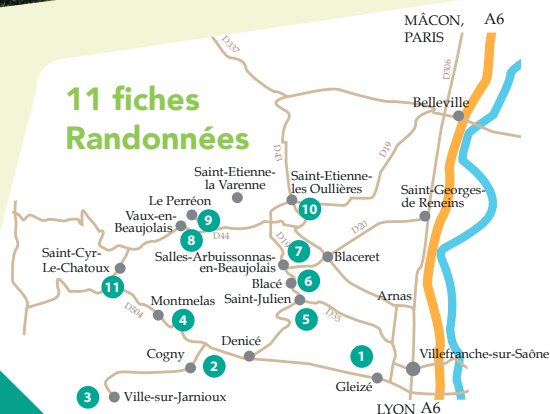 MÂCON, A6
PARIS
D337
D306
11 fiches
Randonnées
Belleville
D43
D19
Saint-Etienne-
la Varenne
Saint-Etienne-
les Oullières
Le Perréon
9
10
Saint-Georges-
de Reneins
Vaux-en-
Beaujolais
8
D44
D20
D19
7
Saint-Cyr-
Le-Chatoux
Salles-Arbuissonnas-
en-Beaujolais
Blaceret
11
Blacé
6
D504
Montmelas
4
Saint-Julien
5
D35
Arnas
Denicé
Cogny
2
1
Villefranche-sur-Saône
Gleizé
3
Ville-sur-Jarnioux
LYON A6